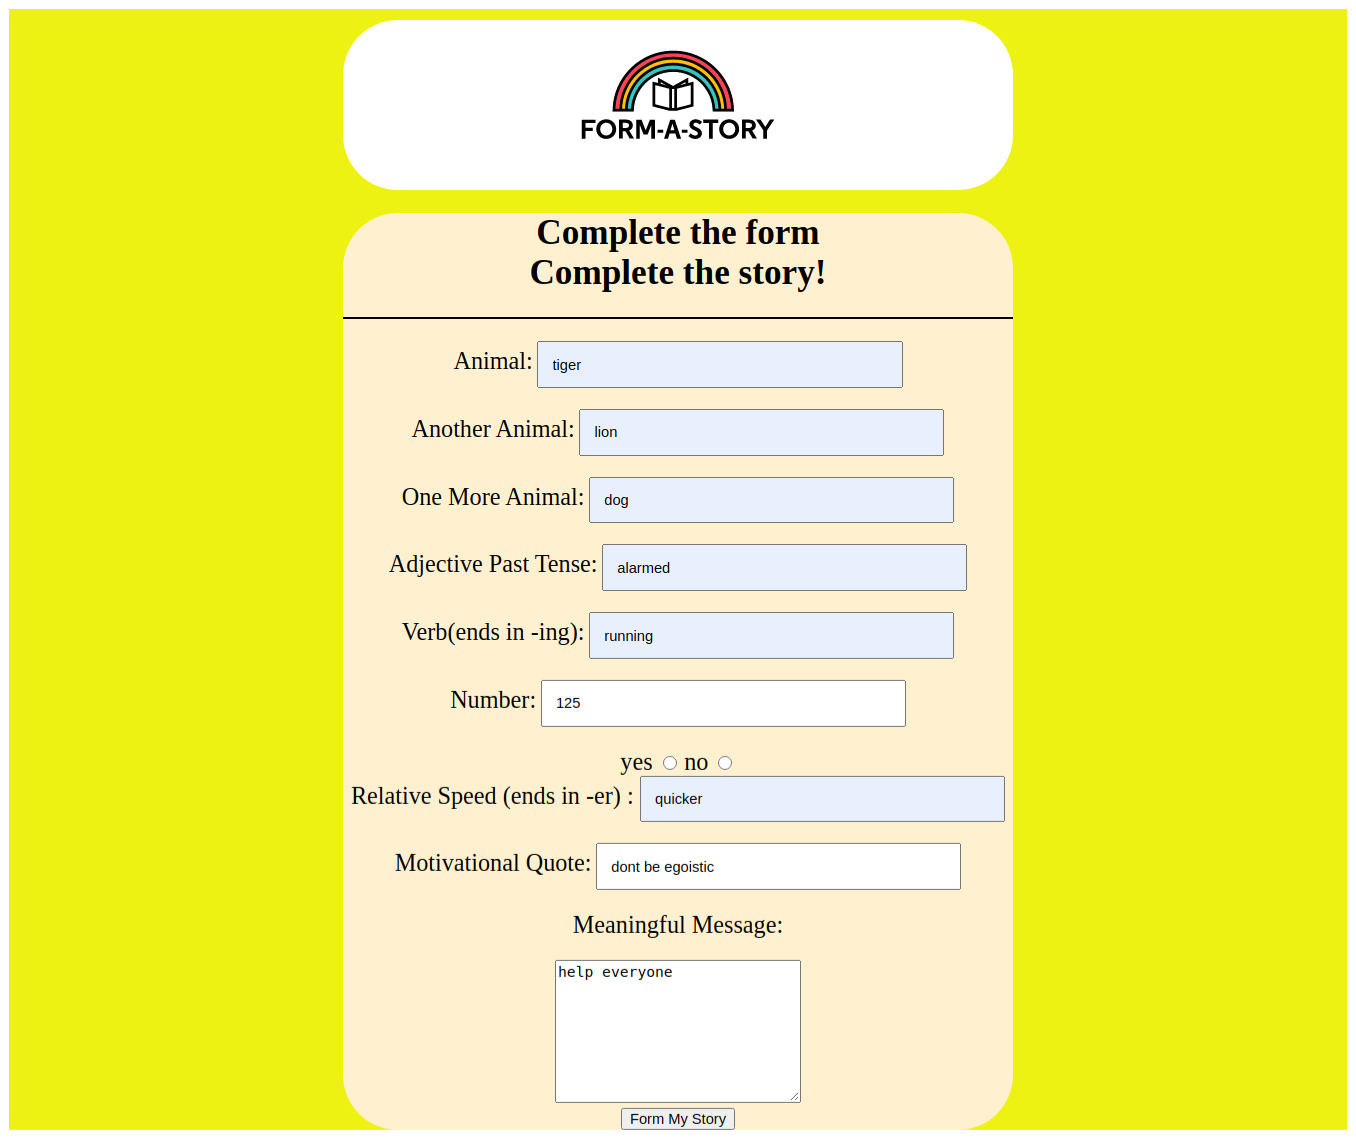 FORM-A-STORY
Complete the form
Complete the story!
Animal: tiger
Another Animal: lion
One More Animal: dog
Adjective Past Tense: alarmed
Verb(ends in -ing): running
Number: 125
yes no
Relative Speed (ends in -er) : quicker
Motivational Quote: dont be egoistic
Meaningful Message:
help everyone
Form My Story